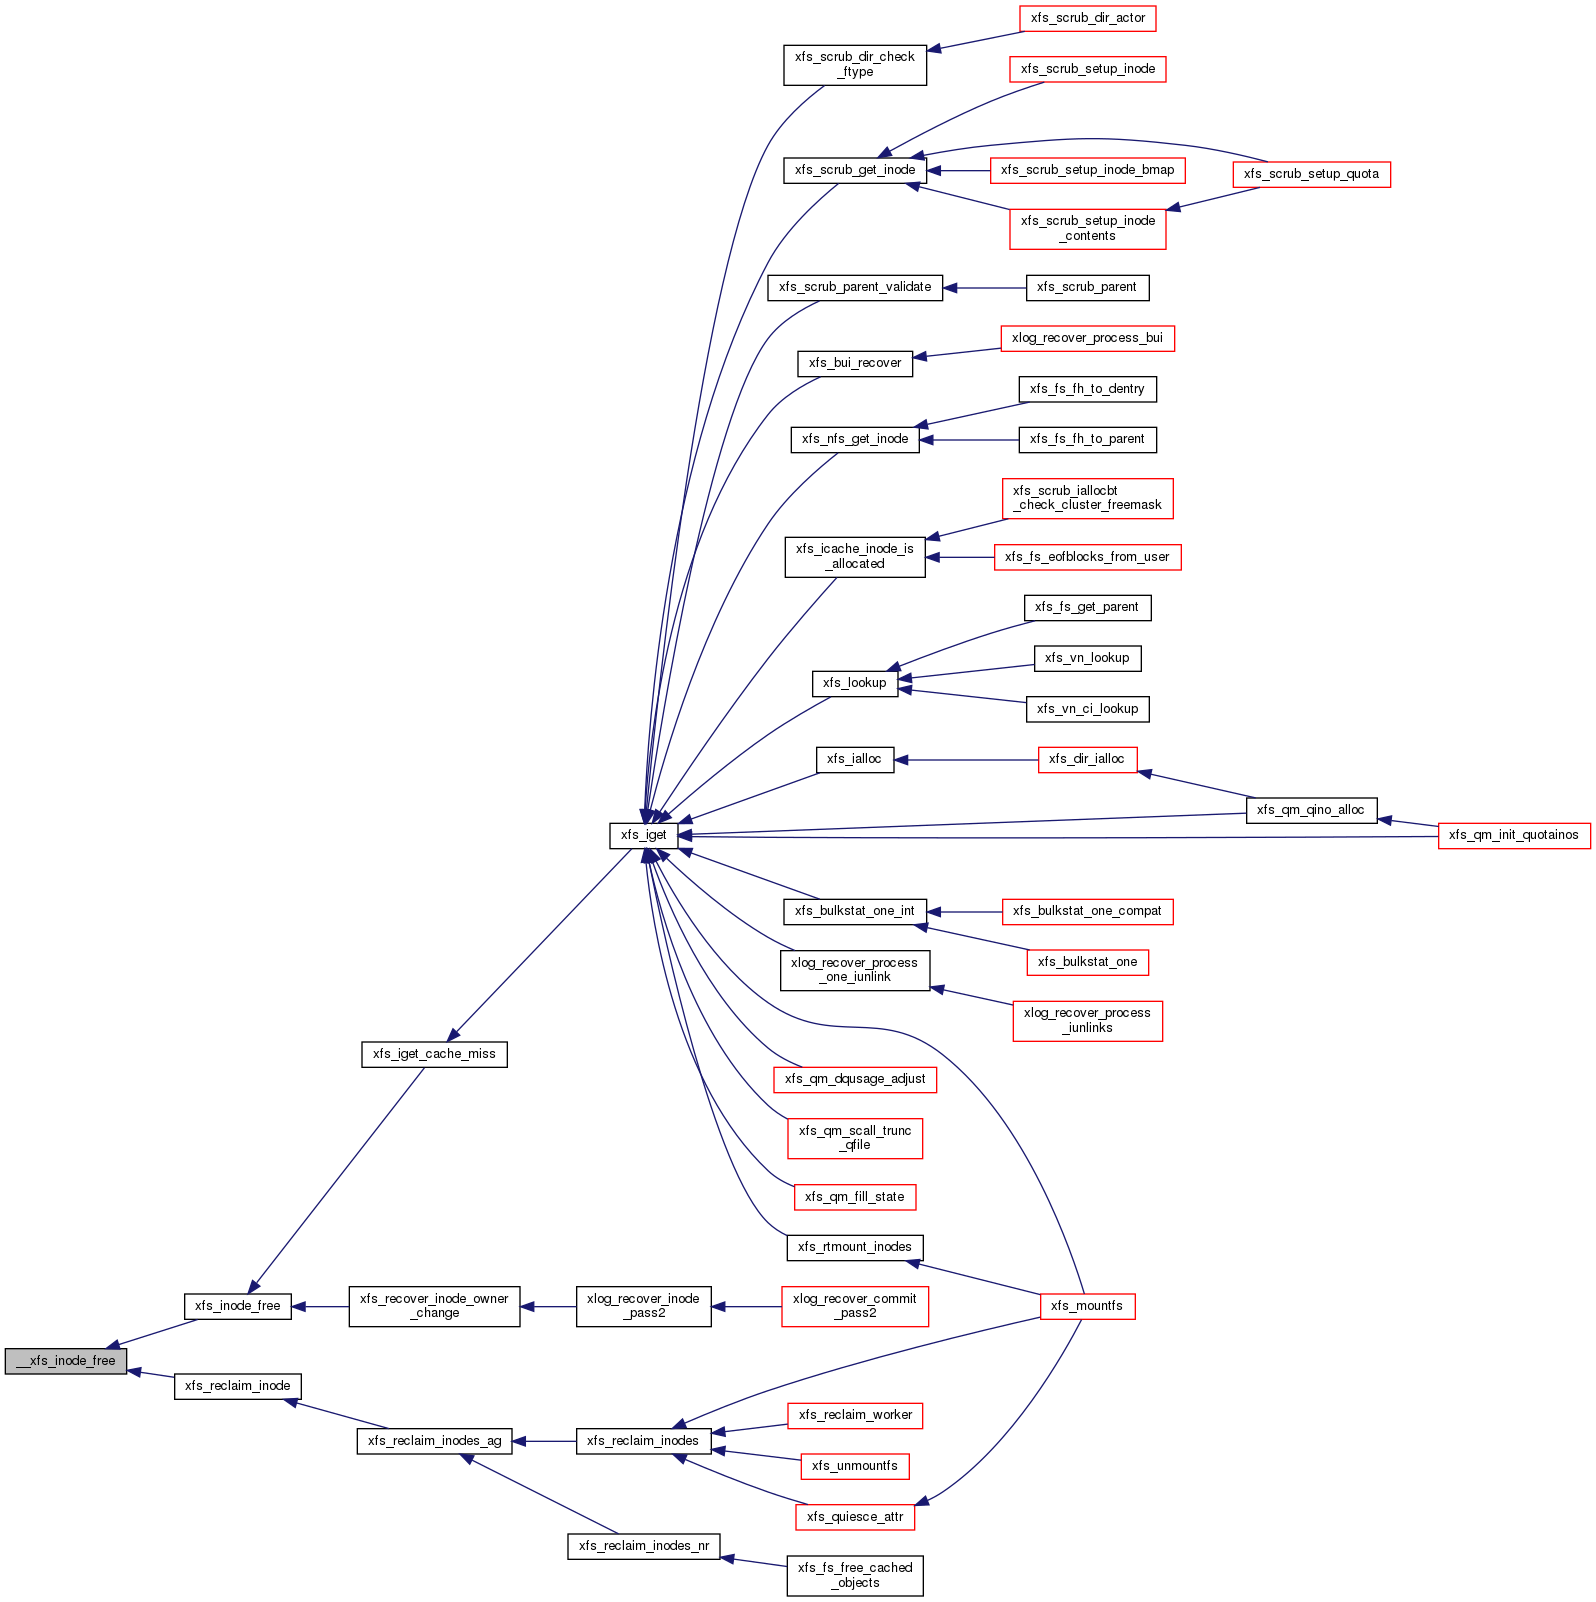 xfs_scrub_dir_actor
xfs_scrub_dir_check
_ftype
xfs_scrub_setup_inode
xfs_scrub_get_inode
xfs_scrub_setup_inode_bmap
xfs_scrub_setup_quota
xfs_scrub_setup_inode
_contents
xfs_scrub_parent_validate
xfs_scrub_parent
xlog_recover_process_bui
xfs_bui_recover
xfs_fs_fh_to_dentry
xfs_nfs_get_inode
xfs_fs_fh_to_parent
xfs_scrub_iallocbt
_check_cluster_freemask
xfs_icache_inode_is
_allocated
xfs_fs_eofblocks_from_user
xfs_fs_get_parent
xfs_vn_lookup
xfs_lookup
xfs_vn_ci_lookup
xfs_ialloc
xfs_dir_ialloc
xfs_qm_qino_alloc
xfs_iget
xfs_qm_init_quotainos
xfs_bulkstat_one_int
xfs_bulkstat_one_compat
xfs_bulkstat_one
xlog_recover_process
_one_iunlink
xlog_recover_process
_iunlinks
xfs_iget_cache_miss
xfs_qm_dqusage_adjust
xfs_qm_scall_trunc
_qfile
xfs_qm_fill_state
xfs_rtmount_inodes
xfs_inode_free
xfs_recover_inode_owner
_change
xlog_recover_inode
_pass2
xlog_recover_commit
_pass2
xfs_mountfs
__xfs_inode_free
xfs_reclaim_inode
xfs_reclaim_inodes_ag
xfs_reclaim_inodes
xfs_reclaim_worker
xfs_unmountfs
xfs_quiesce_attr
xfs_reclaim_inodes_nr
xfs_fs_free_cached
_objects